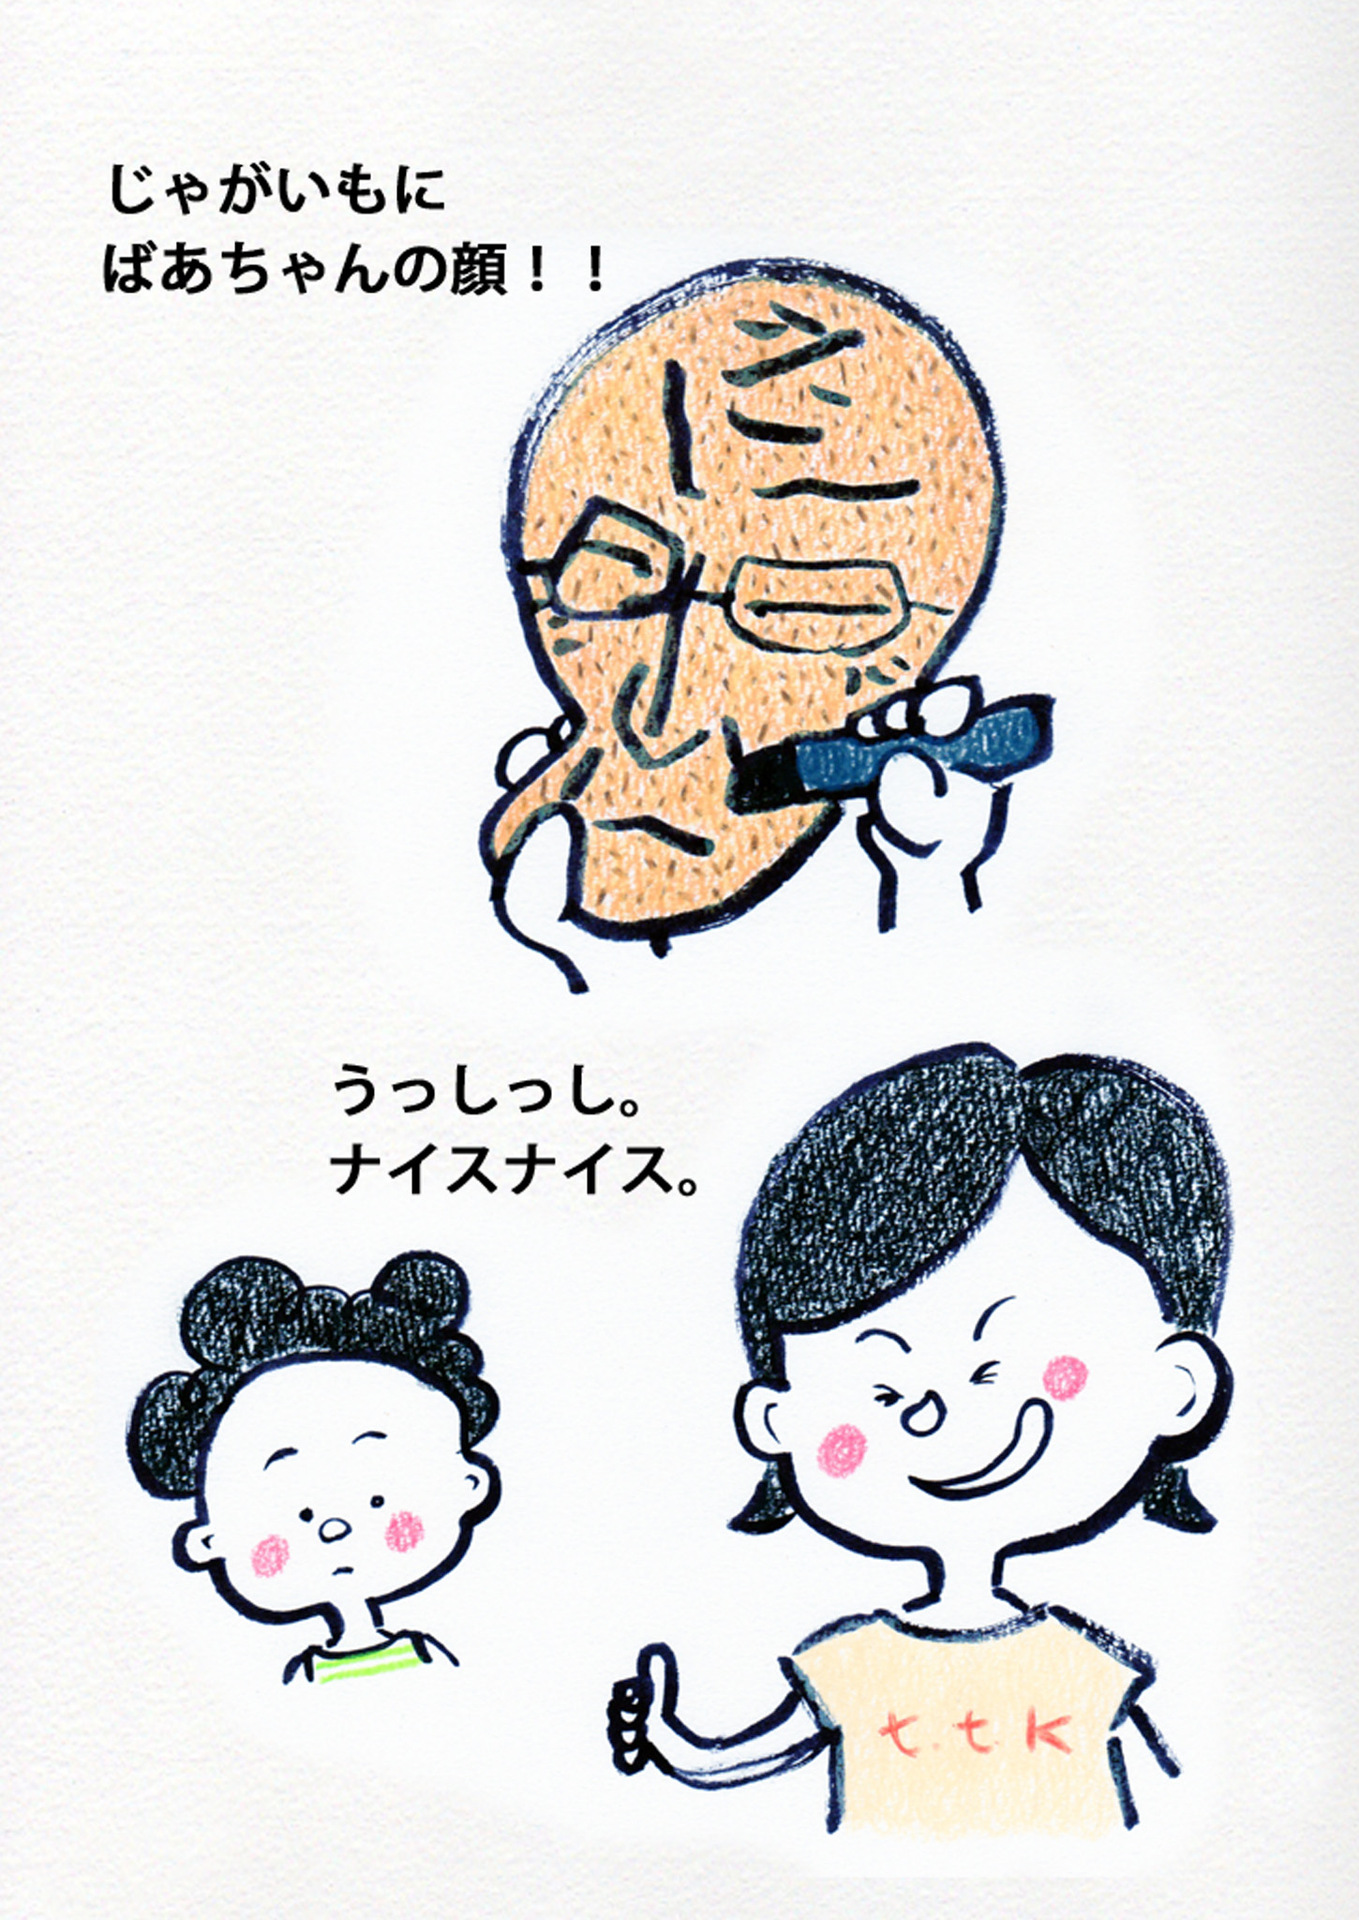 じゃがいもに
ばあちゃんの顔！！
うっしっし。
ナイスナイス。
t.t.k